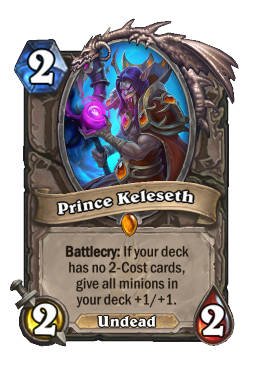 2
Prince Keleseth
Battlecry: If your deck
has no 2-Cost cards,
give all minions in
your deck +1/+1.
2
Undead
2